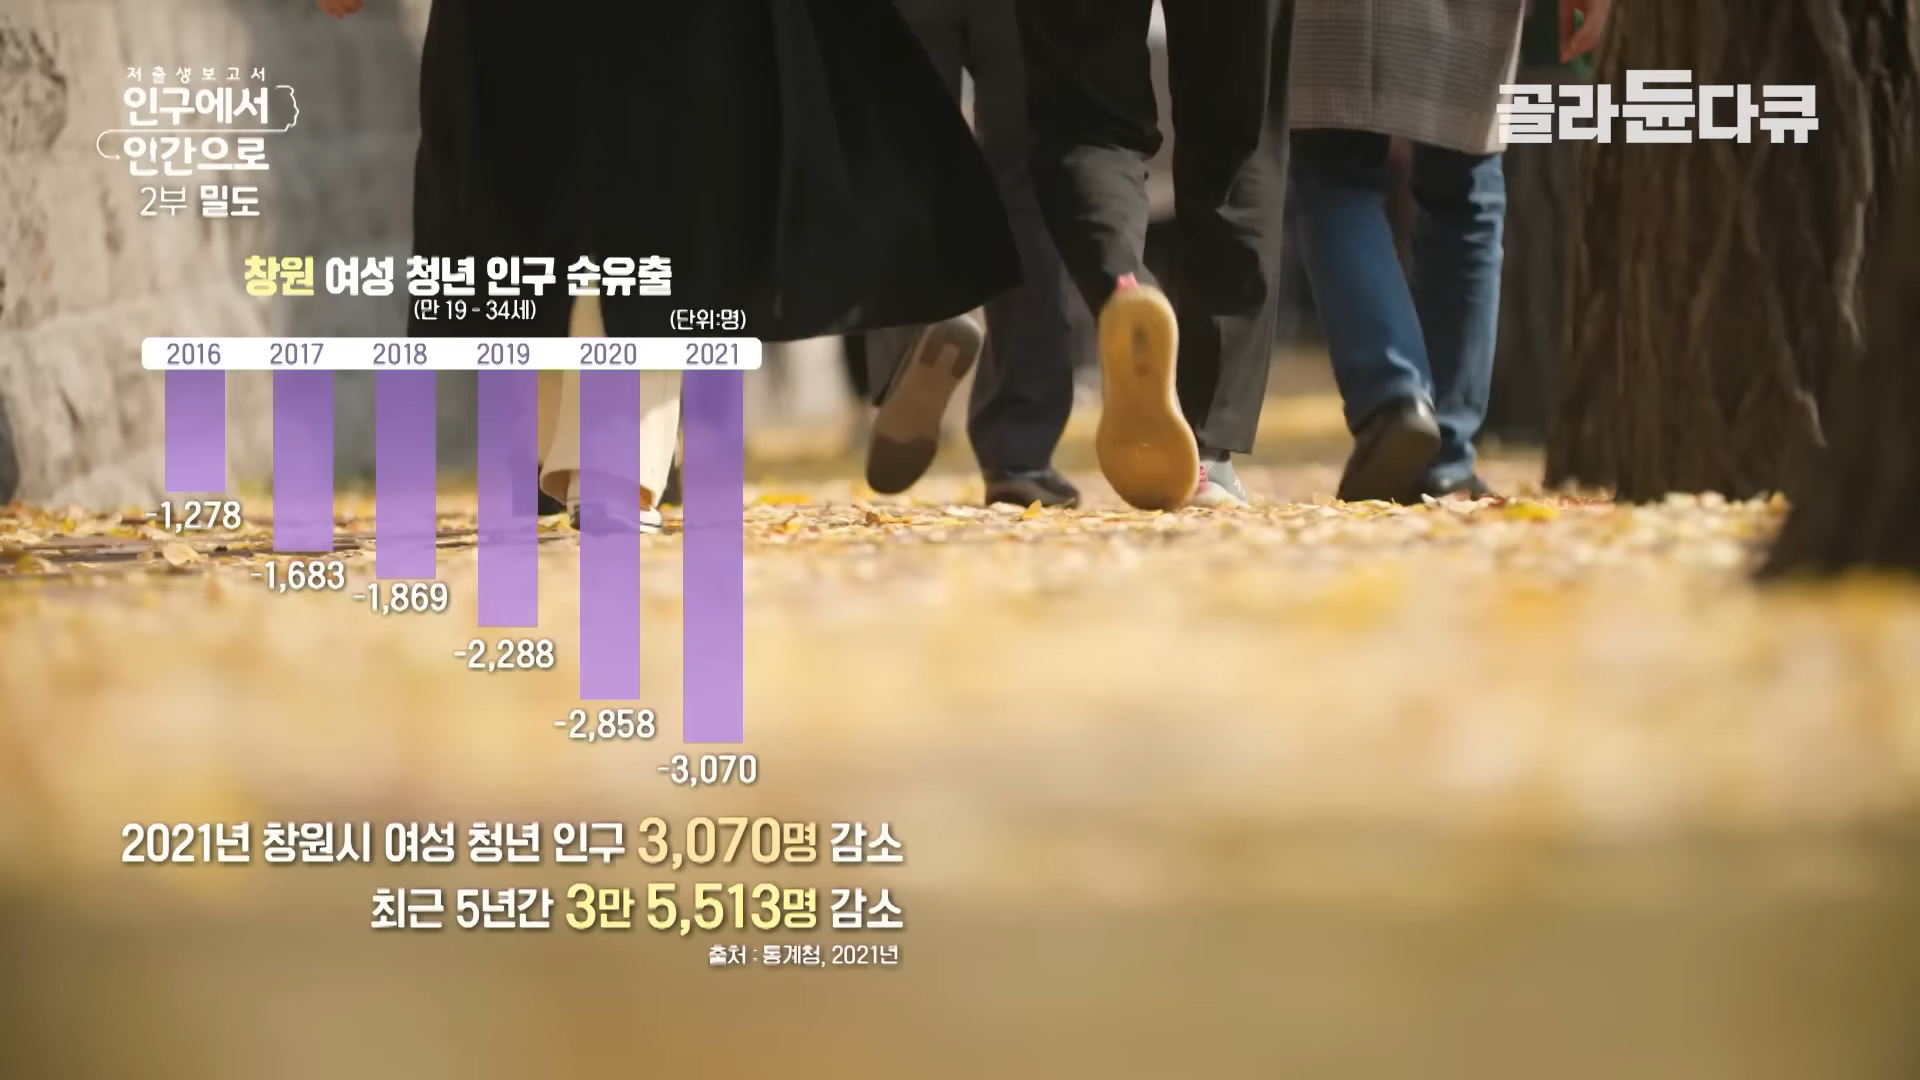 저출생보고서
인구에서
인간으로
2부 밀도
골라듄다큐
창원 여성 청년 인구 순유출
(만 19 - 34세)
(단위:명)
2016 2017 2018 2019 2020 2021
-1,278
-1,683
-1,869
-2,288
-2,858
-3,070
2021년 창원시 여성 청년 인구 3,070명 감소
최근 5년간 3만 5,513명 감소
출처 : 통계청, 2021년